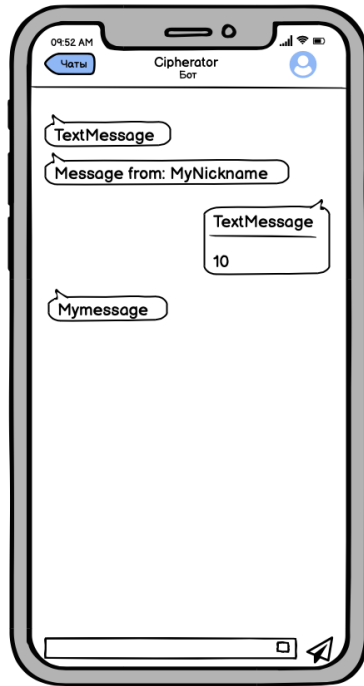 09:52 AM
Чаты
Cipherator
Бот
TextMessage
Message from: MyNickname
TextMessage
10
Mymessage